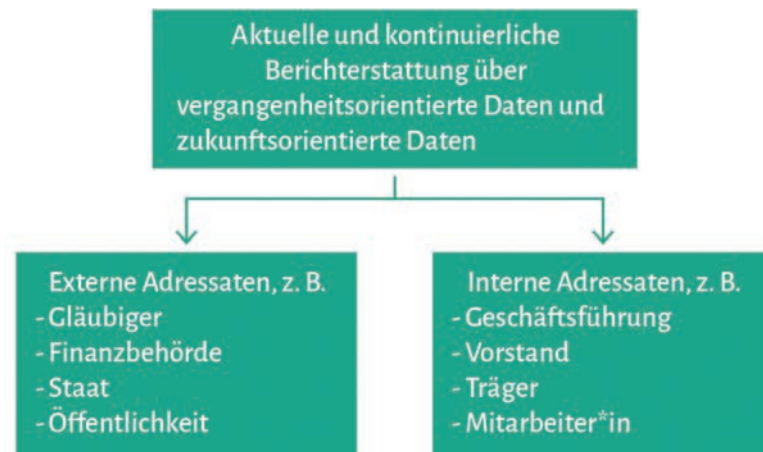 Aktuelle und kontinuierliche
Berichterstattung über
vergangenheitsorientierte Daten und
zukunftsorientierte Daten
Externe Adressaten, z. B.
- Gläubiger
- Finanzbehörde
- Staat
- Öffentlichkeit
Interne Adressaten, z. B.
- Geschäftsführung
- Vorstand
- Träger
- Mitarbeiter*in